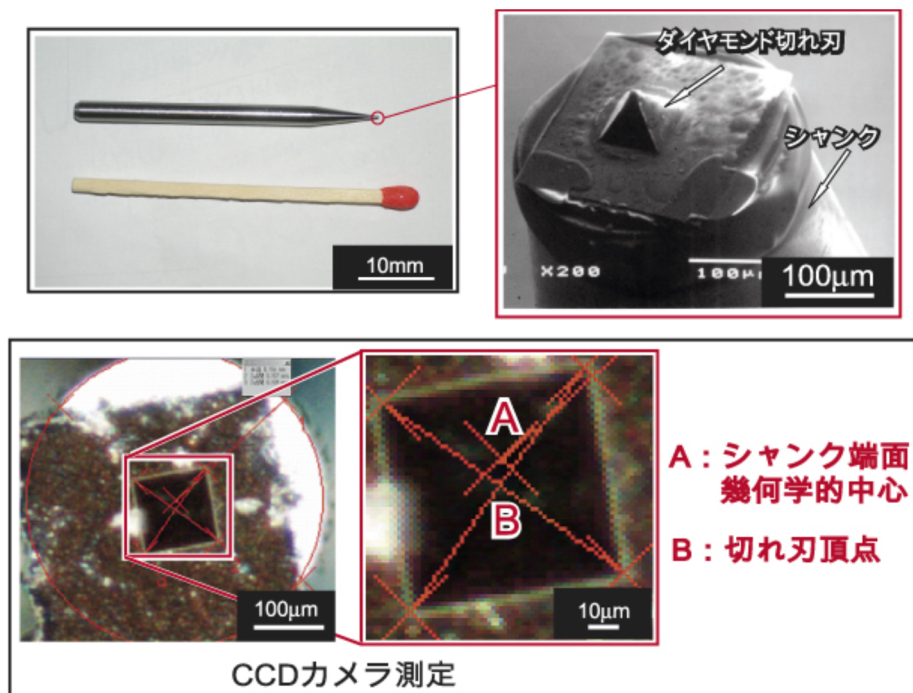 ダイヤモンド切れ刃
シャンク
10mm
X200
100μm
100μm
A
B
A：シャンク端面
幾何学的中心
B：切れ刃頂点
100μm
10μm
CCDカメラ測定